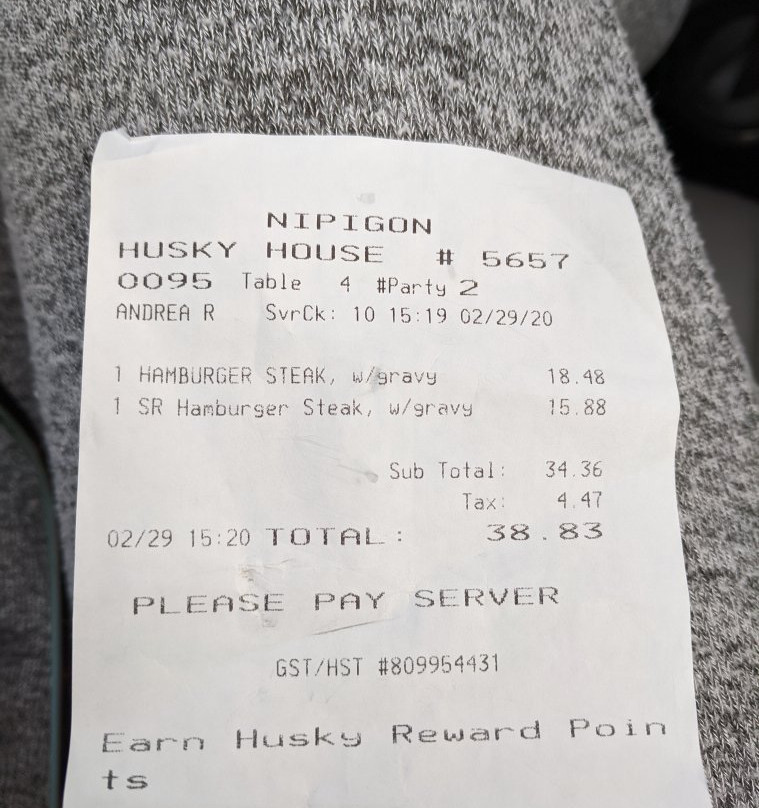 NIPIGON
HUSKY HOUSE # 5657
0095 Table 4 #Party 2
ANDREA R SvrCk: 10 15:19 02/29/20
1 HAMBURGER STEAK, w/gravy 18.48
1 SR Hamburger Steak, w/gravy 15.88
Sub Total: 34.36
Tax: 4.47
02/29 15:20 TOTAL: 38.83
PLEASE PAY SERVER
GST/HST #809954431
Earn Husky Reward Poin
ts